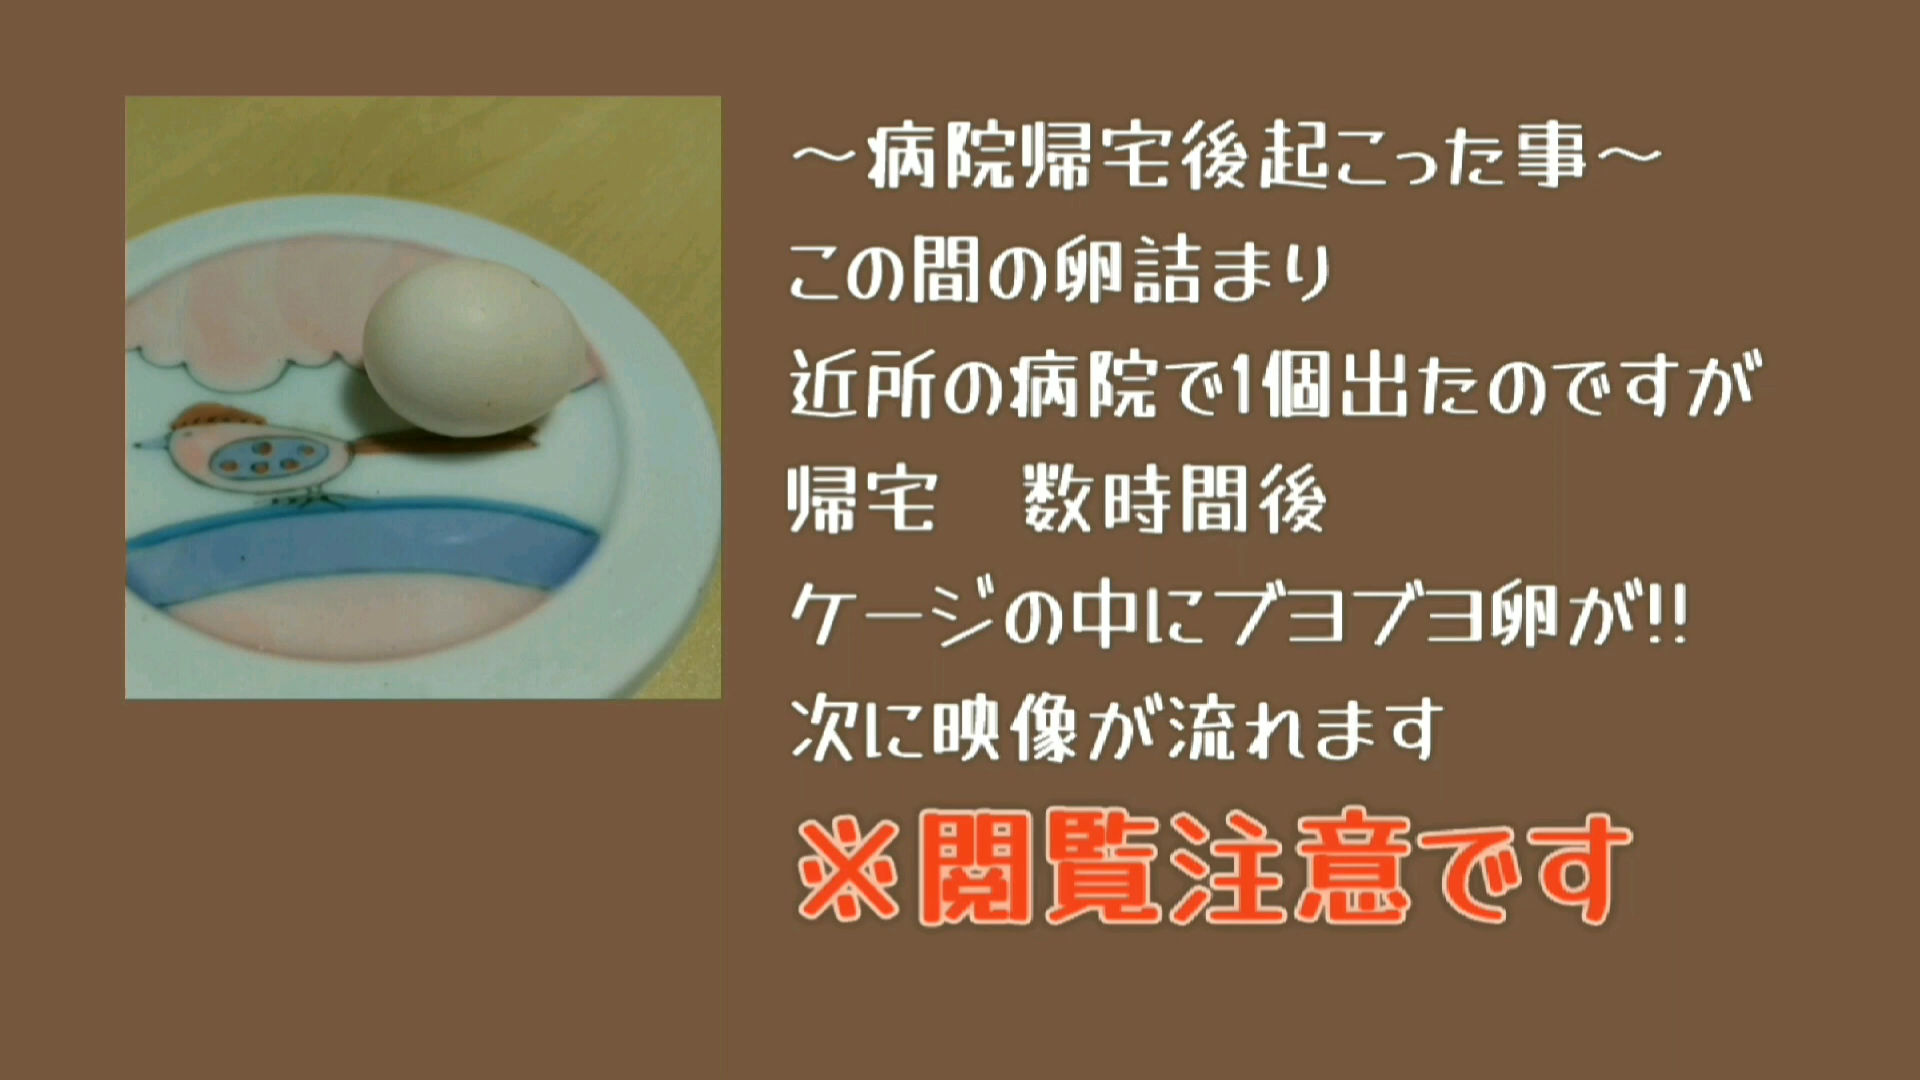 ～病院帰宅後起こった事～
この間の卵詰まり
近所の病院で1個出たのですが
帰宅　数時間後
ケージの中にブヨブヨ卵が!!
次に映像が流れます
※閲覧注意です